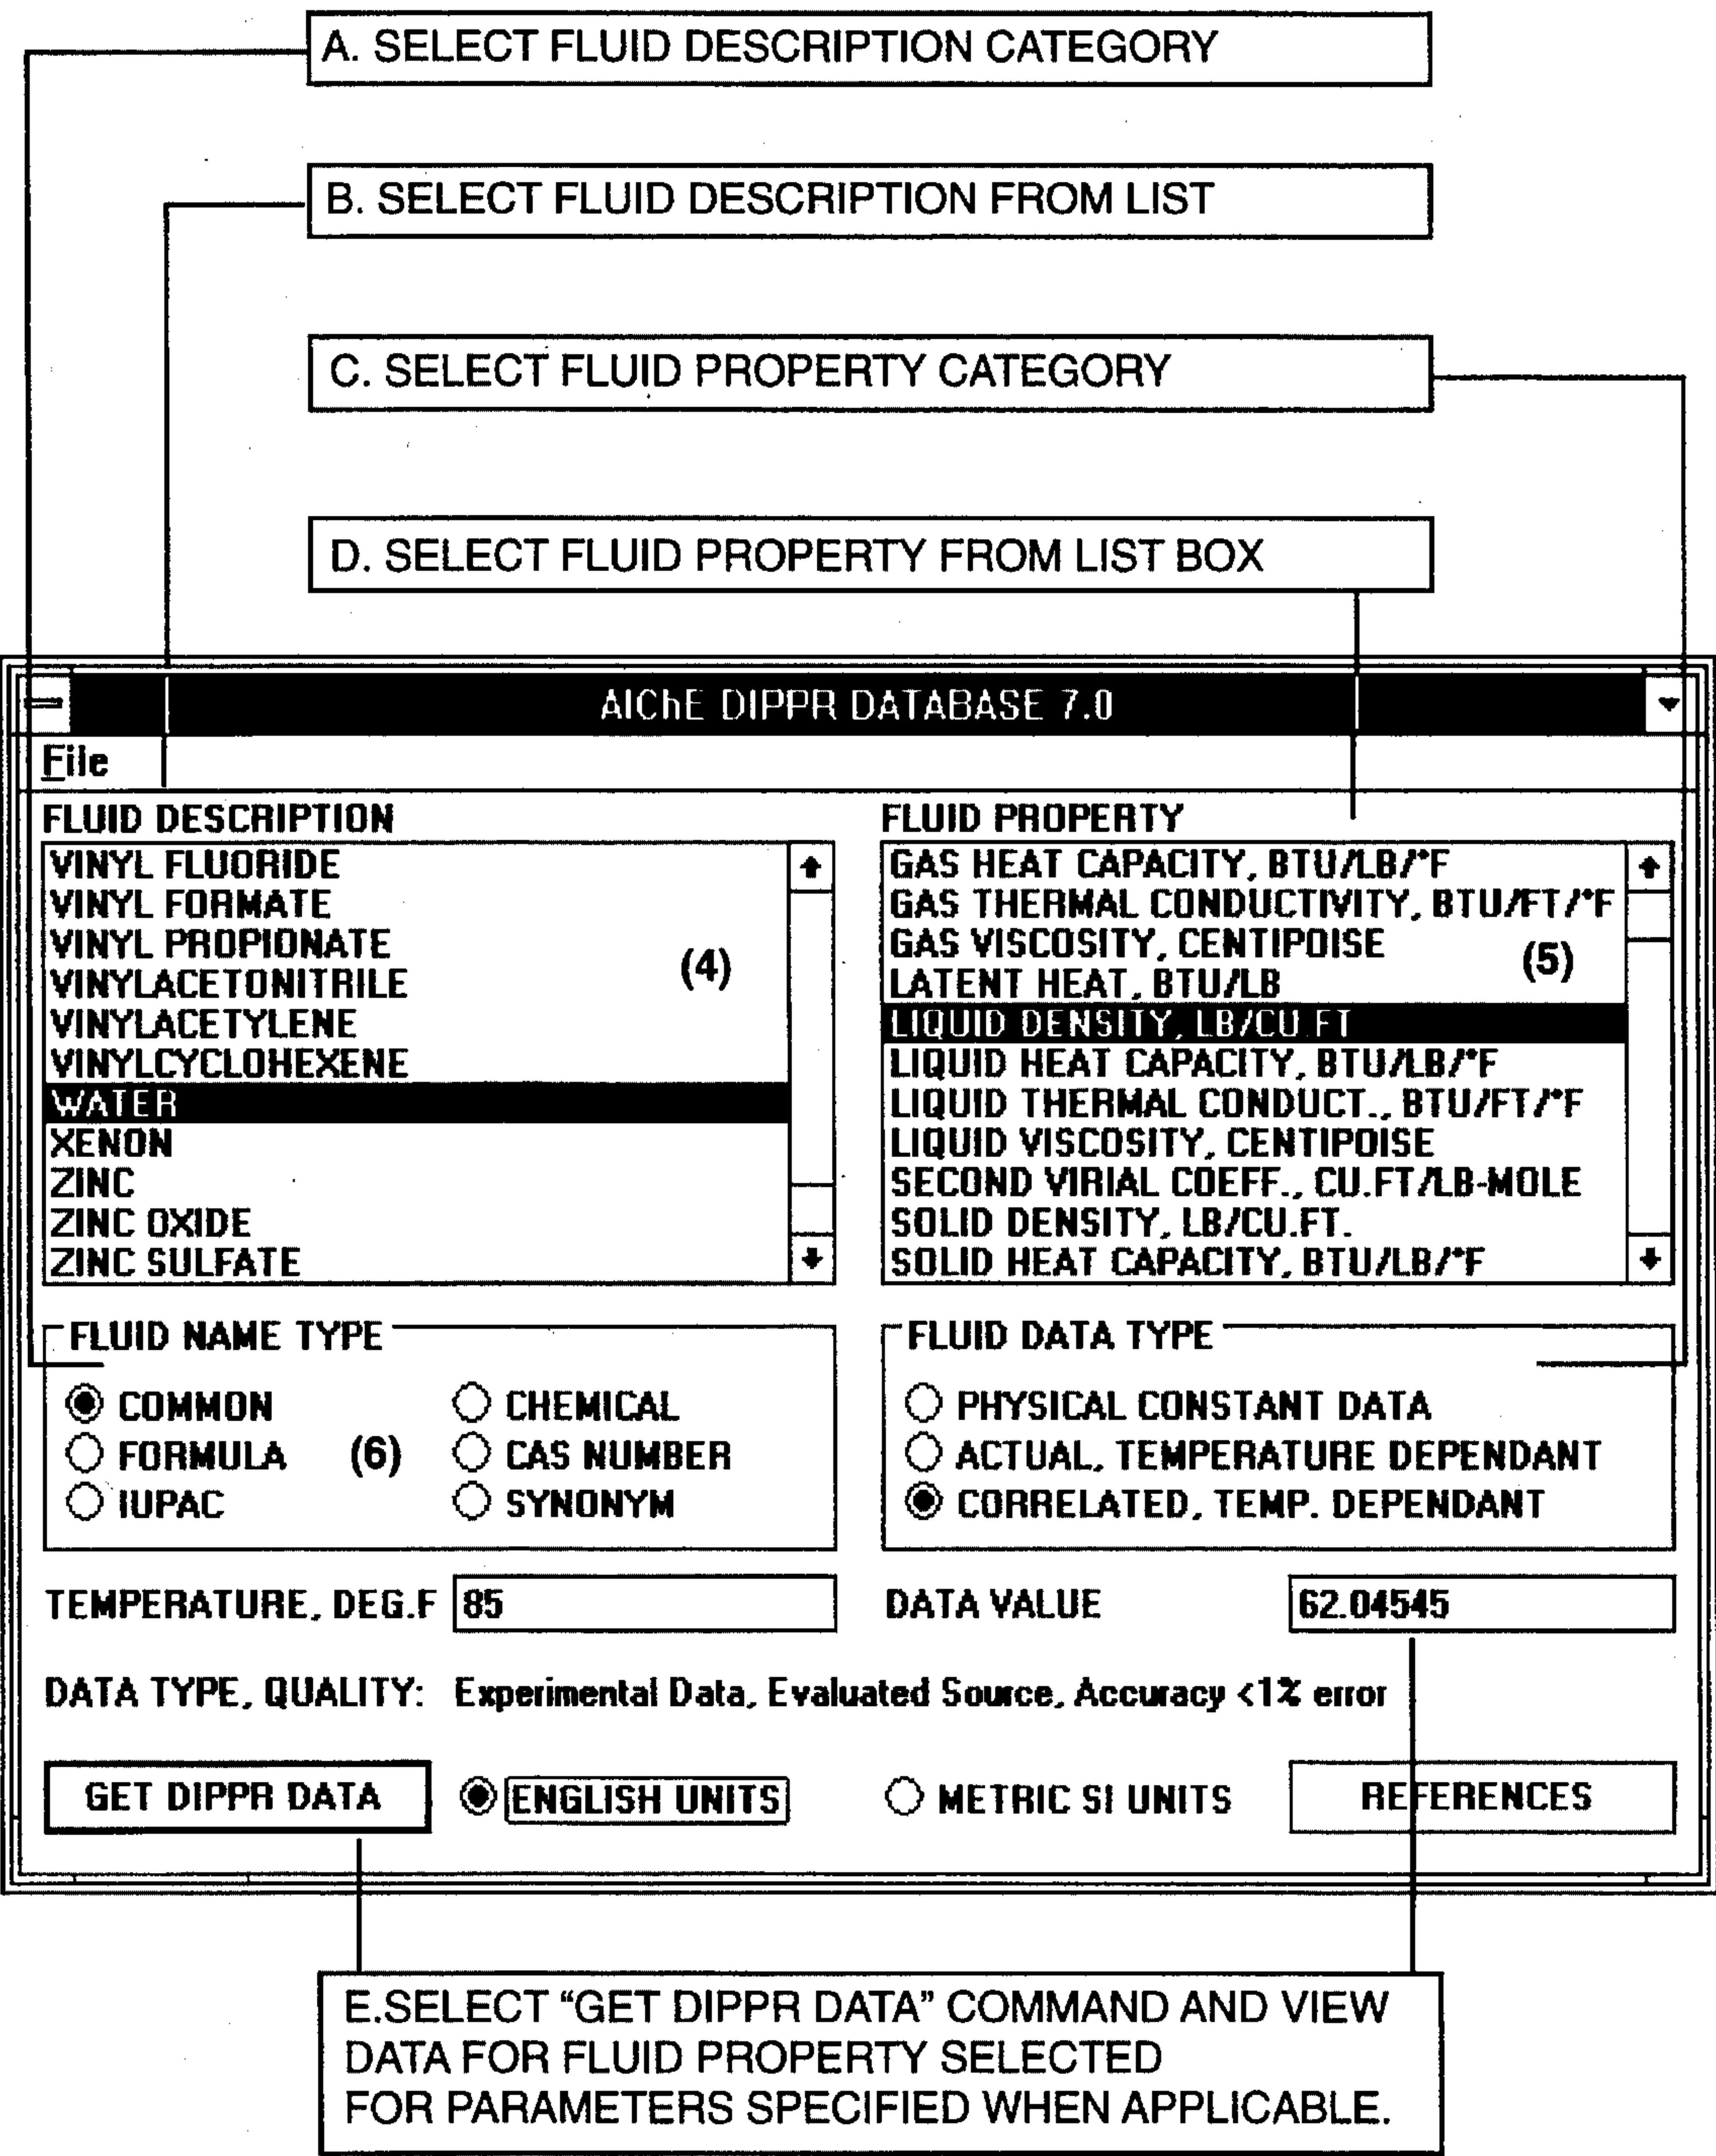 A. SELECT FLUID DESCRIPTION CATEGORY
B. SELECT FLUID DESCRIPTION FROM LIST
C. SELECT FLUID PROPERTY CATEGORY
D. SELECT FLUID PROPERTY FROM LIST BOX
AIChE DIPPR DATABASE 7.0
File
FLUID DESCRIPTION
VINYL FLUORIDE
VINYL FORMATE
VINYL PROPIONATE
(4)
VINYLACETONITRILE
VINYLACETYLENE
VINYLCYCLOHEXENE
WATER
XENON
ZINC
ZINC OXIDE
ZINC SULFATE
FLUID PROPERTY
GAS HEAT CAPACITY, BTU/LB/°F
GAS THERMAL CONDUCTIVITY, BTU/FT/°F
GAS VISCOSITY, CENTIPOISE
(5)
LATENT HEAT, BTU/LB
LIQUID DENSITY, LB/CU.FT
LIQUID HEAT CAPACITY, BTU/LB/°F
LIQUID THERMAL CONDUCT., BTU/FT/°F
LIQUID VISCOSITY, CENTIPOISE
SECOND VIRIAL COEFF., CU.FT/LB-MOLE
SOLID DENSITY, LB/CU.FT.
SOLID HEAT CAPACITY, BTU/LB/°F
FLUID NAME TYPE
COMMON CHEMICAL
FORMULA (6) CAS NUMBER
IUPAC SYNONYM
FLUID DATA TYPE
PHYSICAL CONSTANT DATA
ACTUAL, TEMPERATURE DEPENDANT
CORRELATED, TEMP. DEPENDANT
TEMPERATURE, DEG.F 85 DATA VALUE 62.04545
DATA TYPE, QUALITY: Experimental Data, Evaluated Source, Accuracy <1% error
GET DIPPR DATA ENGLISH UNITS METRIC SI UNITS REFERENCES
E.SELECT “GET DIPPR DATA” COMMAND AND VIEW
DATA FOR FLUID PROPERTY SELECTED
FOR PARAMETERS SPECIFIED WHEN APPLICABLE.